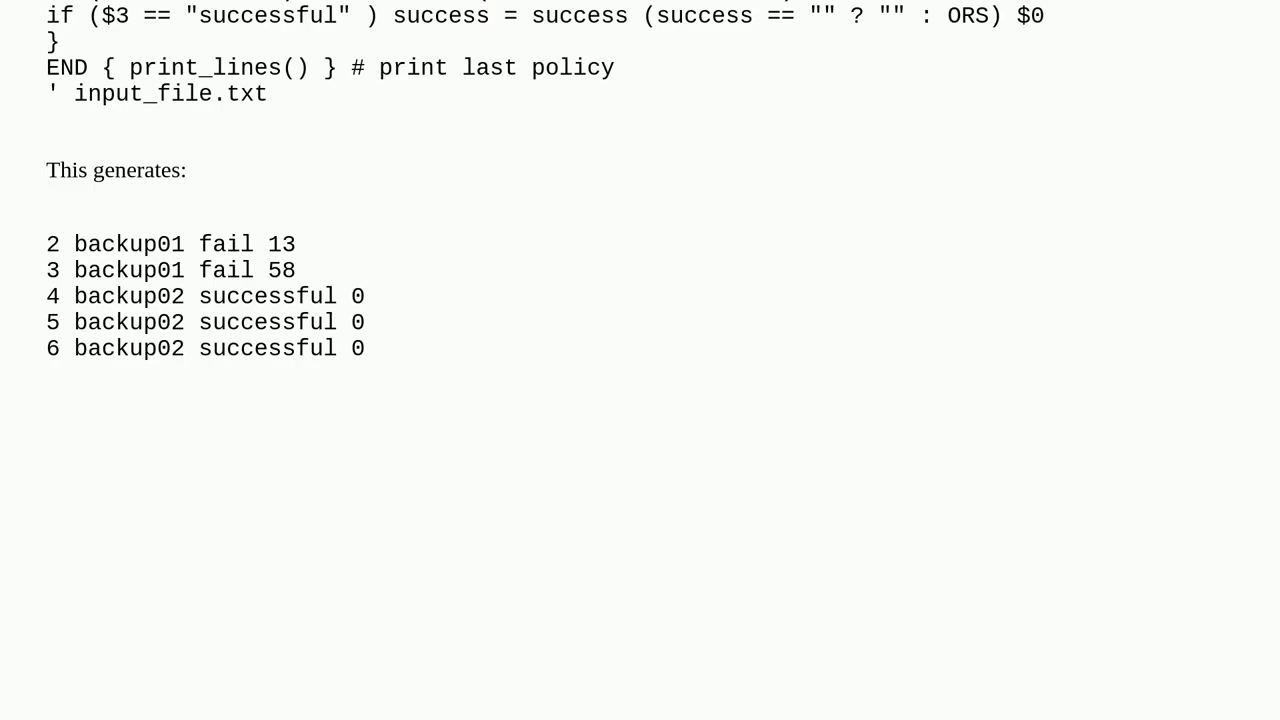 if ($3 == "successful" ) success = success (success == "" ? "" : ORS) $0
}
END { print_lines() } # print last policy
' input_file.txt
This generates:
2 backup01 fail 13
3 backup01 fail 58
4 backup02 successful 0
5 backup02 successful 0
6 backup02 successful 0